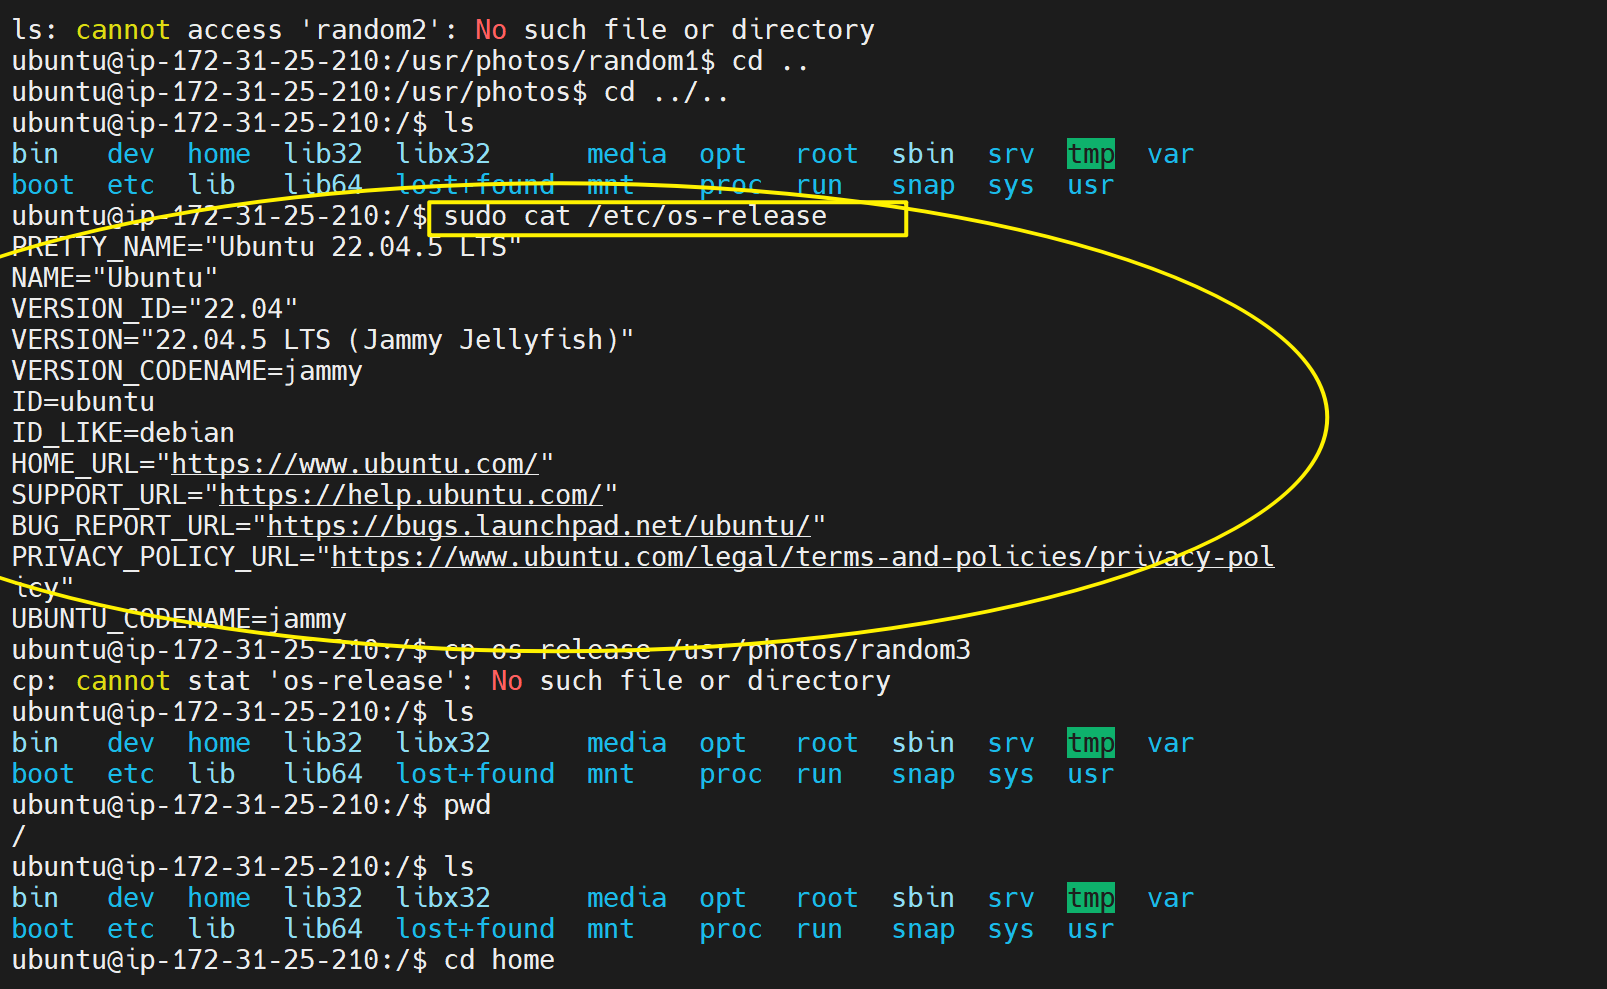 ls: cannot access 'random2': No such file or directory
ubuntu@ip-172-31-25-210:/usr/photos/random1$ cd ..
ubuntu@ip-172-31-25-210:/usr/photos$ cd ../..
ubuntu@ip-172-31-25-210:/$ ls
bin   dev  home  lib32  libx32      media  opt   root  sbin  srv  tmp  var
boot  etc  lib   lib64  lost+found  mnt    proc  run   snap  sys  usr
ubuntu@ip-172-31-25-210:/$ sudo cat /etc/os-release
PRETTY_NAME="Ubuntu 22.04.5 LTS"
NAME="Ubuntu"
VERSION_ID="22.04"
VERSION="22.04.5 LTS (Jammy Jellyfish)"
VERSION_CODENAME=jammy
ID=ubuntu
ID_LIKE=debian
HOME_URL="https://www.ubuntu.com/"
SUPPORT_URL="https://help.ubuntu.com/"
BUG_REPORT_URL="https://bugs.launchpad.net/ubuntu/"
PRIVACY_POLICY_URL="https://www.ubuntu.com/legal/terms-and-policies/privacy-pol
icy"
UBUNTU_CODENAME=jammy
ubuntu@ip-172-31-25-210:/$ cp os-release /usr/photos/random3
cp: cannot stat 'os-release': No such file or directory
ubuntu@ip-172-31-25-210:/$ ls
bin   dev  home  lib32  libx32      media  opt   root  sbin  srv  tmp  var
boot  etc  lib   lib64  lost+found  mnt    proc  run   snap  sys  usr
ubuntu@ip-172-31-25-210:/$ pwd
/
ubuntu@ip-172-31-25-210:/$ ls
bin   dev  home  lib32  libx32      media  opt   root  sbin  srv  tmp  var
boot  etc  lib   lib64  lost+found  mnt    proc  run   snap  sys  usr
ubuntu@ip-172-31-25-210:/$ cd home